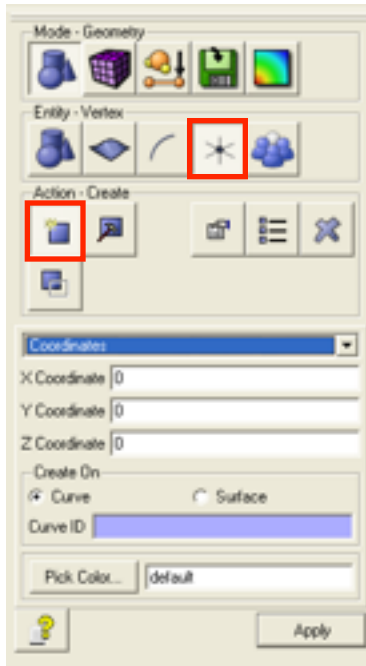 Mode - Geometry
Entity - Vertex
Action - Create
Coordinates
X Coordinate 0
Y Coordinate 0
Z Coordinate 0
Create On
Curve Surface
Curve ID
Pick Color... default
Apply